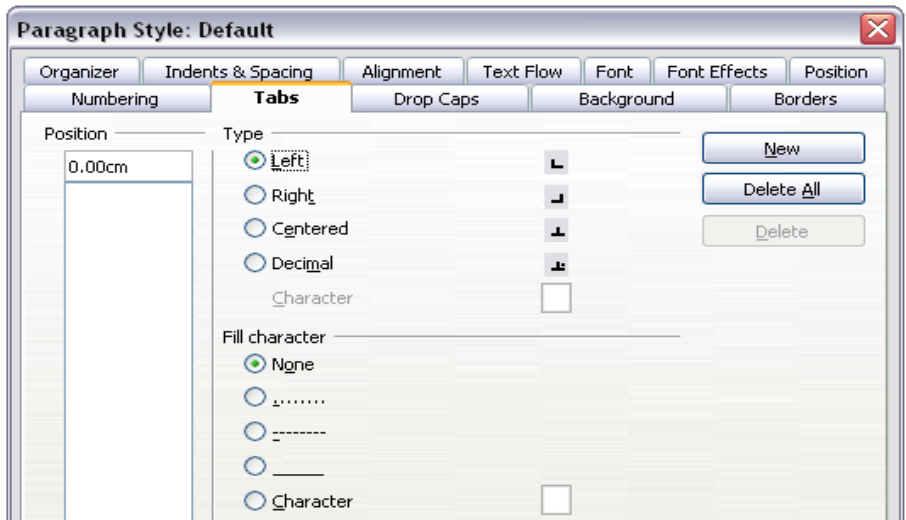 Paragraph Style: Default
Organizer Indents & Spacing Alignment Text Flow Font Font Effects Position
Numbering Tabs Drop Caps Background Borders
Position Type
0.00cm Left New
Right Delete All
Centered Delete
Decimal
Character
Fill character
None
........
--------
______
Character